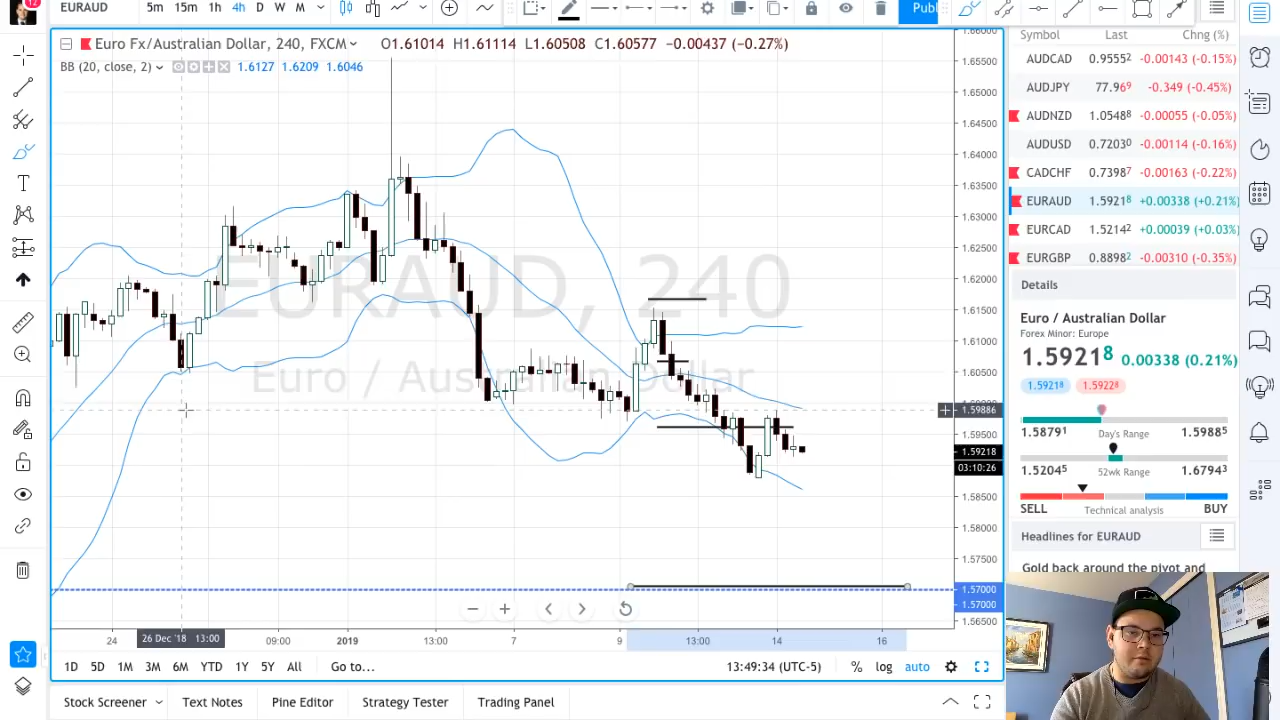 12
EURAUD
5m 15m 1h 4h D W M
Publ
Euro Fx/Australian Dollar, 240, FXCM O1.61014 H1.61114 L1.60508 C1.60577 −0.00437 (−0.27%)
BB (20, close, 2) 1.6127 1.6209 1.6046
EURAUD, 240
Euro / Australian Dollar
1.66000
1.65500
1.65000
1.64500
1.64000
1.63500
1.63000
1.62500
1.62000
1.61500
1.61000
1.60500
1.59886
1.59500
1.59218
03:10:26
1.58500
1.58000
1.57500
1.57000
1.57000
1.56500
24 26 Dec '18 13:00 09:00 2019 13:00 7 9 13:00 14 16
1D 5D 1M 3M 6M YTD 1Y 5Y All Go to... 13:49:34 (UTC-5) % log auto
Stock Screener Text Notes Pine Editor Strategy Tester Trading Panel
Symbol Last Chng (%)
AUDCAD 0.9555² -0.00143 (-0.15%)
AUDJPY 77.969 -0.349 (-0.45%)
AUDNZD 1.0548⁸ -0.00055 (-0.05%)
AUDUSD 0.7203⁰ -0.00114 (-0.16%)
CADCHF 0.7398⁷ -0.00163 (-0.22%)
EURAUD 1.5921⁸ +0.00338 (+0.21%)
EURCAD 1.5214² +0.00039 (+0.03%)
EURGBP 0.8898² -0.00310 (-0.35%)
Details
Euro / Australian Dollar
Forex Minor: Europe
1.5921⁸ 0.00338 (0.21%)
1.5921⁸ 1.5922⁸
1.5879¹ Day's Range 1.5988⁵
1.5204⁵ 52wk Range 1.6794³
SELL Technical analysis BUY
Headlines for EURAUD
Gold back around the pivot and